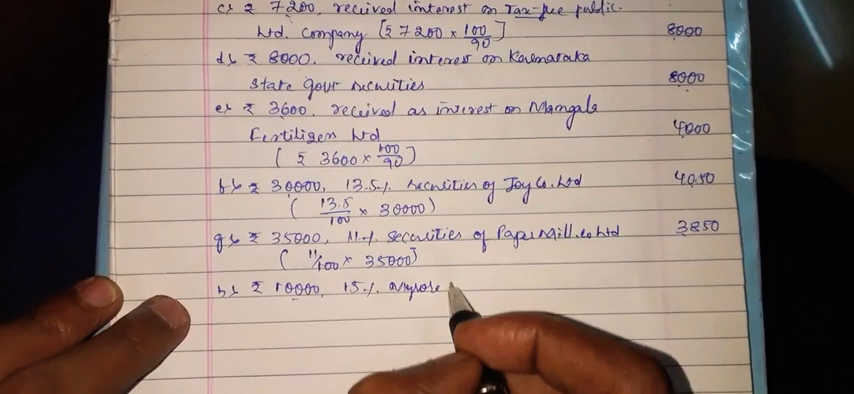 c) ₹ 7200, received interest on Tax-free public
Ltd. Company [₹ 7200 × 100/90] 8000
d) ₹ 8000. received interest on Karnataka
State Govt securities 8000
e) ₹ 3600. received as interest on Mangala
Fertilizers Ltd 4000
( ₹ 3600 × 100/90 )
f) ₹ 30000, 13.5% securities of Joy Co. Ltd 4050
( 13.5/100 × 30000 )
g) ₹ 35000, 11% securities of Paper Mill. co Ltd 3850
( 11/100 × 35000 )
h) ₹ 10000, 15% mysore